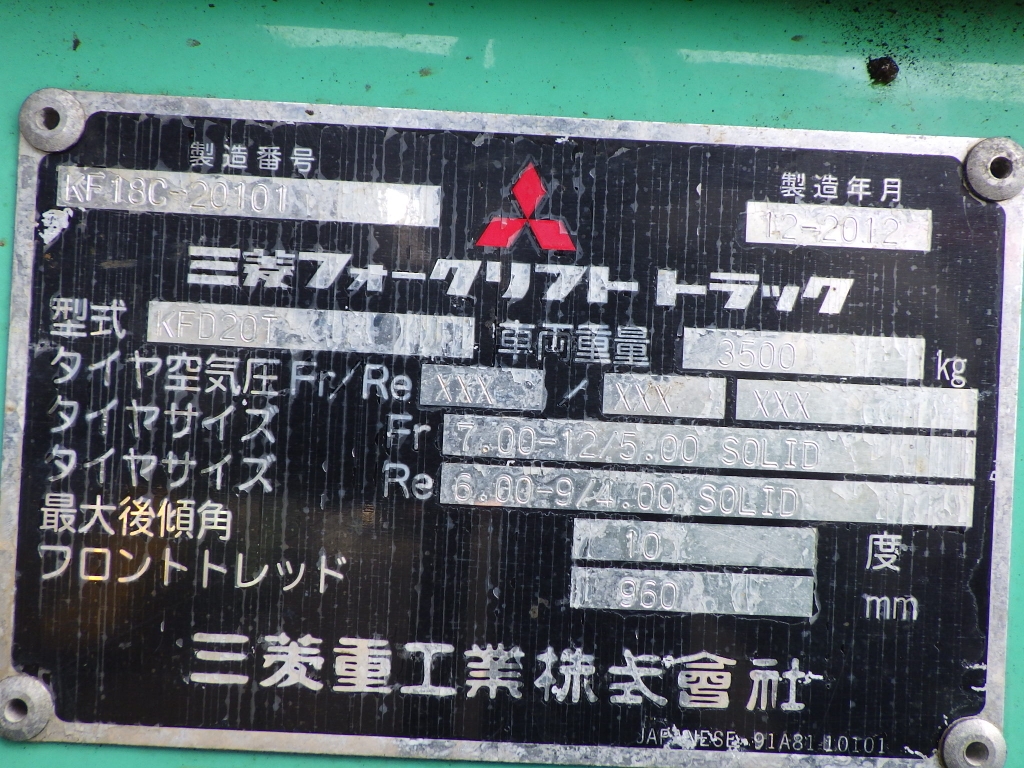 製造番号
KF18C-20101
製造年月
12-2012
三菱フォークリフト トラック
型式 KFD20T 車両重量 3500 kg
タイヤ空気圧 Fr/Re XXX / XXX XXX
タイヤサイズ Fr 7.00-12/5.00 SOLID
タイヤサイズ Re 6.00-9/4.00 SOLID
最大後傾角 10 度
フロントトレッド 960 mm
三菱重工業株式會社
JAPANESE 91A81-10101